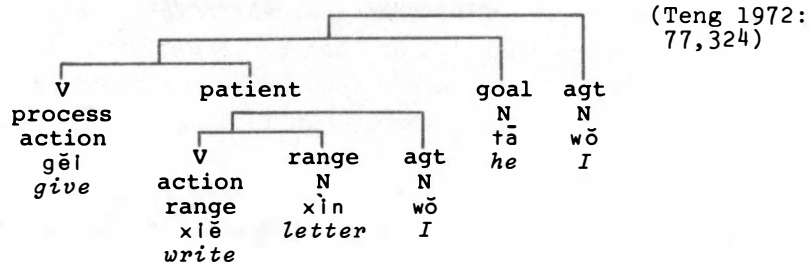 (Teng 1972:
77,324)
V patient goal agt
process N N
action tā wǒ
gěi he I
give
V range agt
action N N
range xìn wǒ
xiě letter I
write